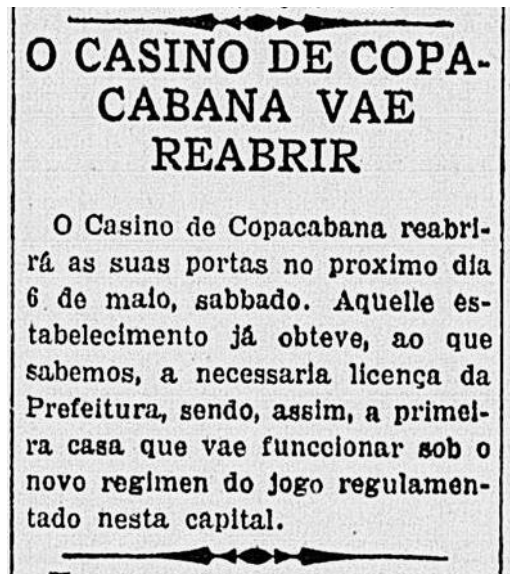 O CASINO DE COPA-
CABANA VAE
REABRIR
O Casino de Copacabana reabri-
rá as suas portas no proximo dia
6 de maio, sabbado. Aquelle es-
tabelecimento já obteve, ao que
sabemos, a necessaria licença da
Prefeitura, sendo, assim, a primei-
ra casa que vae funccionar sob o
novo regimen do jogo regulamen-
tado nesta capital.